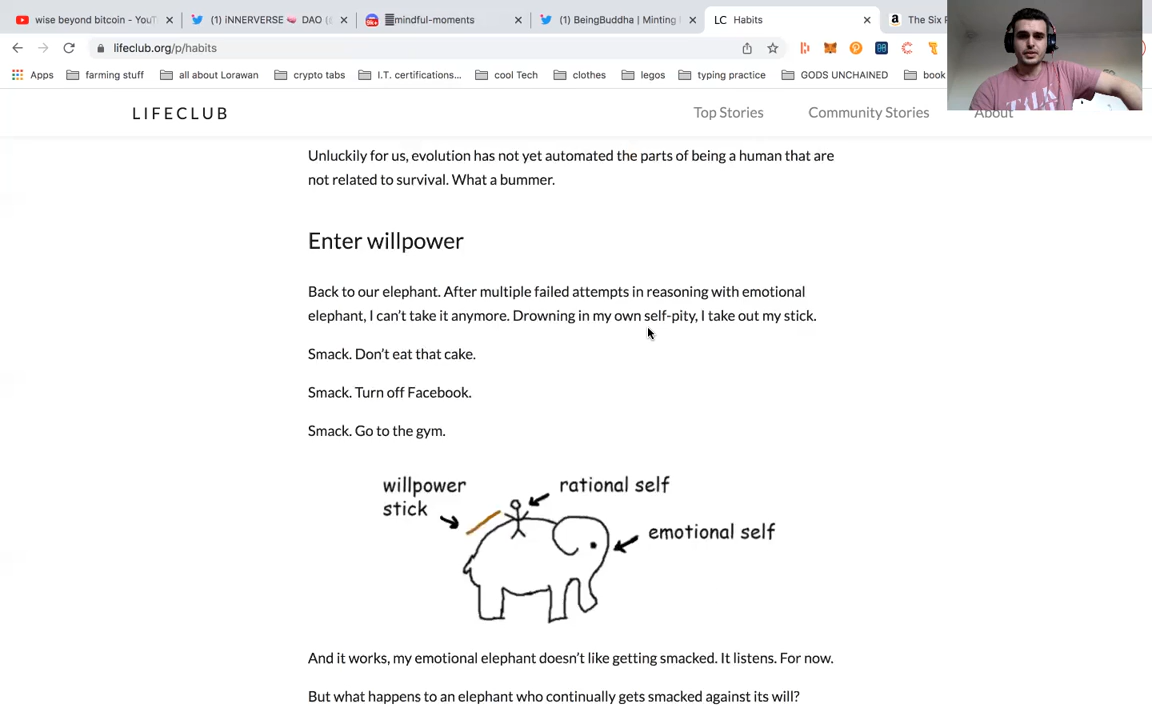 wise beyond bitcoin - YouT
(1) iNNERVERSE 🧠 DAO (
mindful-moments
(1) BeingBuddha | Minting
LC Habits
a The Six P
lifeclub.org/p/habits
Apps farming stuff all about Lorawan crypto tabs I.T. certifications... cool Tech clothes legos typing practice GODS UNCHAINED book
TALK
LIFECLUB Top Stories Community Stories About
Unluckily for us, evolution has not yet automated the parts of being a human that are
not related to survival. What a bummer.
Enter willpower
Back to our elephant. After multiple failed attempts in reasoning with emotional
elephant, I can't take it anymore. Drowning in my own self-pity, I take out my stick.
Smack. Don't eat that cake.
Smack. Turn off Facebook.
Smack. Go to the gym.
willpower
stick
rational self
emotional self
And it works, my emotional elephant doesn't like getting smacked. It listens. For now.
But what happens to an elephant who continually gets smacked against its will?